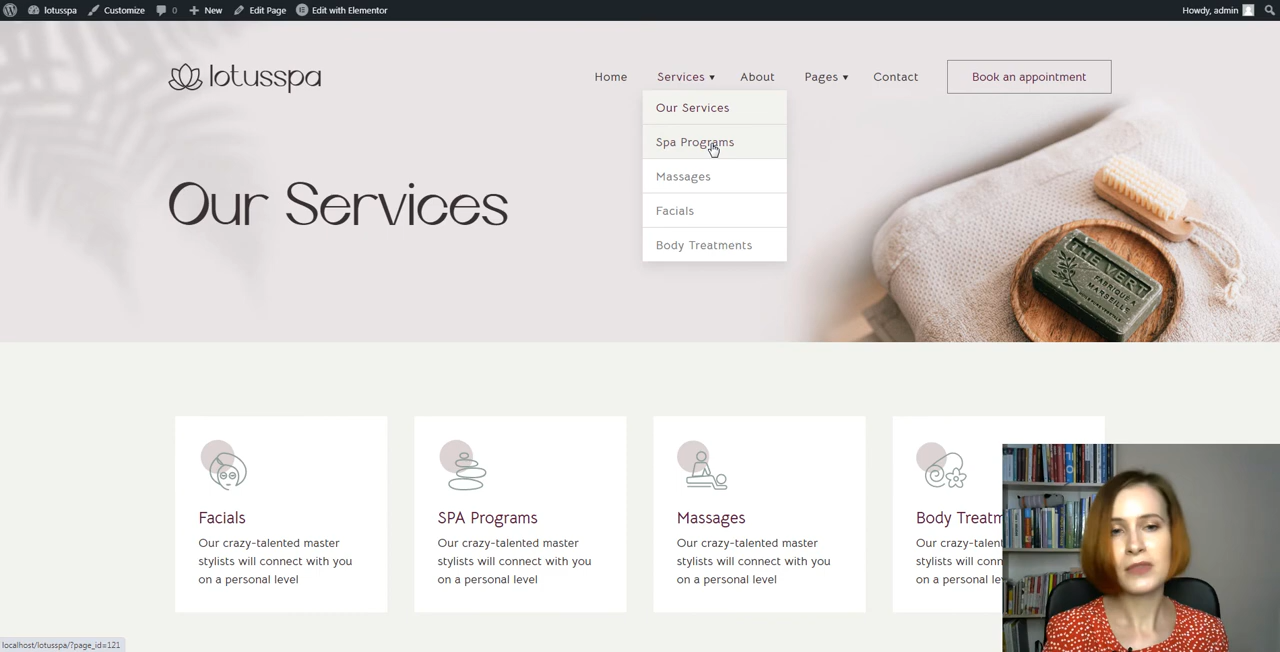 lotusspa
Customize
0
New
Edit Page
Edit with Elementor
Howdy, admin
lotusspa
Home
Services ▾
About
Pages ▾
Contact
Book an appointment
Our Services
Spa Programs
Massages
Facials
Body Treatments
Our Services
THE VERT
FABRIQUE A
MARSEILLE
Facials
Our crazy-talented master
stylists will connect with you
on a personal level
SPA Programs
Our crazy-talented master
stylists will connect with you
on a personal level
Massages
Our crazy-talented master
stylists will connect with you
on a personal level
Body Treatm
Our crazy-talent
stylists will conn
on a personal le
localhost/lotusspa/?page_id=121